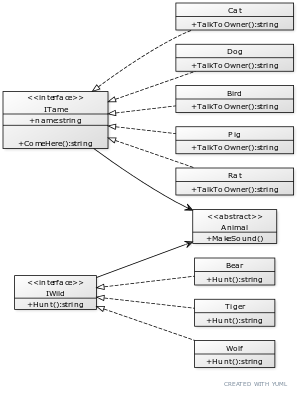 Cat
+TalkToOwner():string
Dog
+TalkToOwner():string
Bird
+TalkToOwner():string
Pig
+TalkToOwner():string
Rat
+TalkToOwner():string
<<interface>>
ITame
+name:string
+ComeHere():string
<<abstract>>
Animal
+MakeSound()
<<interface>>
IWild
+Hunt():string
Bear
+Hunt():string
Tiger
+Hunt():string
Wolf
+Hunt():string
CREATED WITH YUML